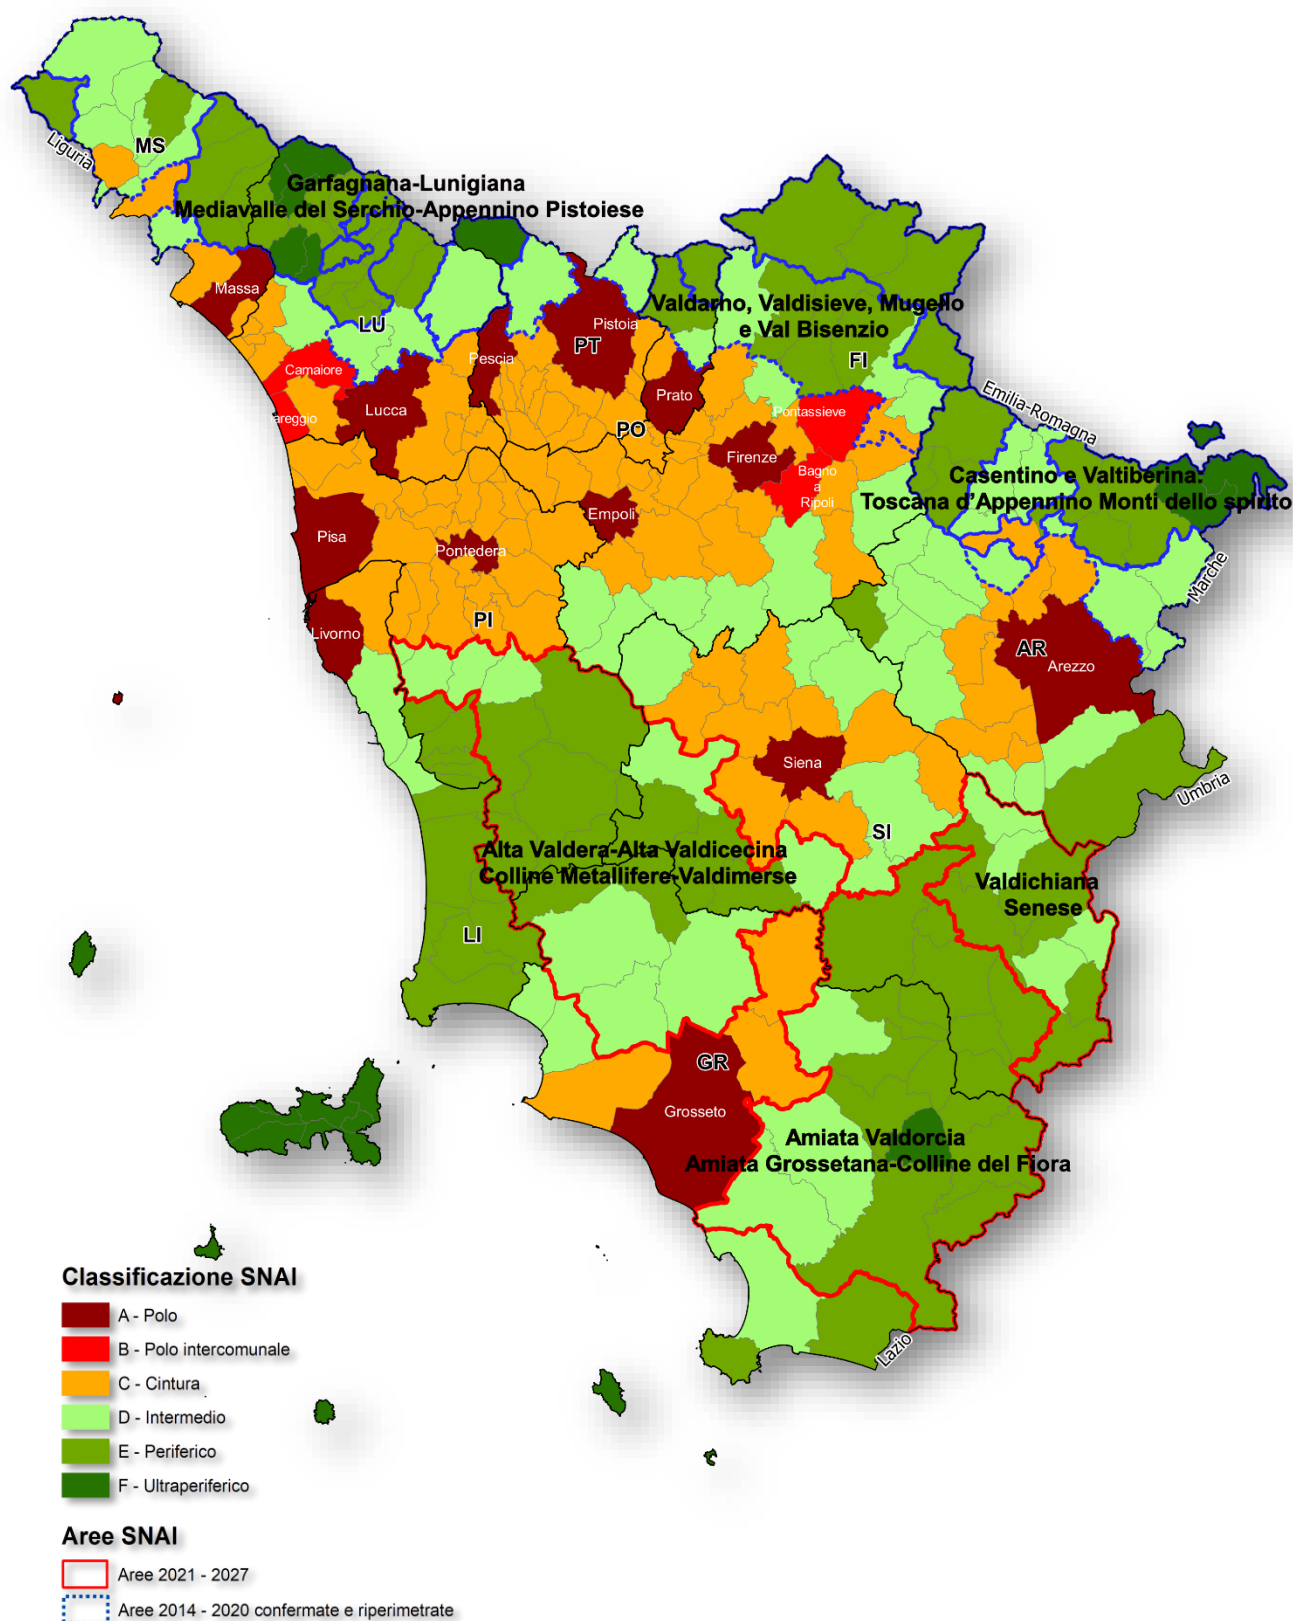 MS
Liguria
Garfagnana-Lunigiana
Mediavalle del Serchio-Appennino Pistoiese
Massa
LU
Pistoia
PT
Pescia
Camaiore
areggio
Lucca
Prato
PO
Valdarno, Valdisieve, Mugello
e Val Bisenzio
FI
Pontassieve
Firenze
Bagno
a
Ripoli
Emilia-Romagna
Casentino e Valtiberina:
Toscana d'Appennino Monti dello spirito
Marche
Pisa
Pontedera
Empoli
Livorno
PI
AR
Arezzo
Siena
Umbria
SI
Alta Valdera-Alta Valdicecina
Colline Metallifere-Valdimerse
Valdichiana
Senese
LI
GR
Grosseto
Amiata Valdorcia
Amiata Grossetana-Colline del Fiora
Lazio
Classificazione SNAI
A - Polo
B - Polo intercomunale
C - Cintura
D - Intermedio
E - Periferico
F - Ultraperiferico
Aree SNAI
Aree 2021 - 2027
Aree 2014 - 2020 confermate e riperimetrate